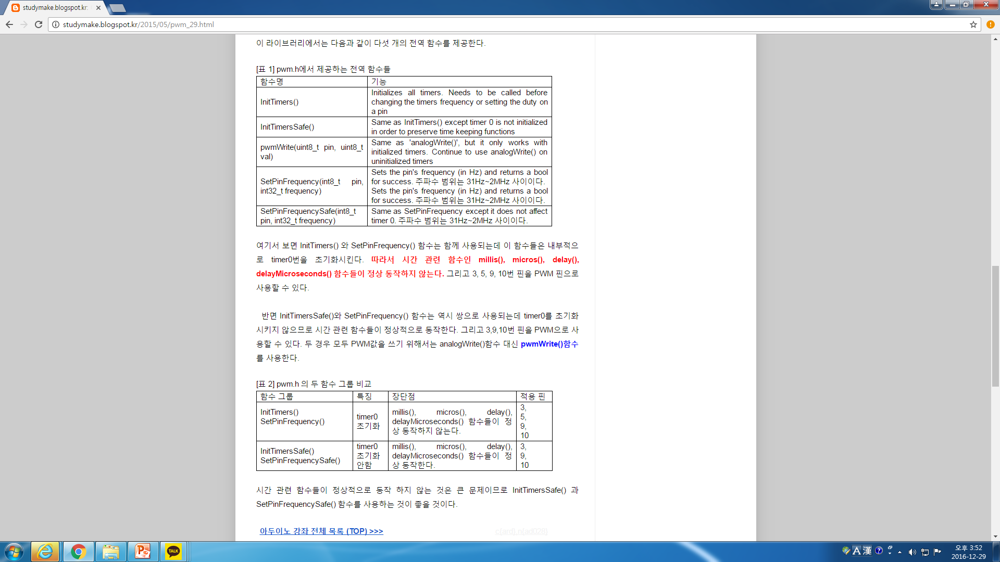 studymake.blogspot.kr:
studymake.blogspot.kr/2015/05/pwm_29.html
이 라이브러리에서는 다음과 같이 다섯 개의 전역 함수를 제공한다.
[표 1] pwm.h에서 제공하는 전역 함수들
함수명 기능
InitTimers()
Initializes all timers. Needs to be called before
changing the timers frequency or setting the duty on
a pin
InitTimersSafe()
Same as InitTimers() except timer 0 is not initialized
in order to preserve time keeping functions
pwmWrite(uint8_t pin, uint8_t
val)
Same as 'analogWrite()', but it only works with
initialized timers. Continue to use analogWrite() on
uninitialized timers
SetPinFrequency(int8_t pin,
int32_t frequency)
Sets the pin's frequency (in Hz) and returns a bool
for success. 주파수 범위는 31Hz~2MHz 사이이다.
Sets the pin's frequency (in Hz) and returns a bool
for success. 주파수 범위는 31Hz~2MHz 사이이다.
SetPinFrequencySafe(int8_t
pin, int32_t frequency)
Same as SetPinFrequency except it does not affect
timer 0. 주파수 범위는 31Hz~2MHz 사이이다.
여기서 보면 InitTimers() 와 SetPinFrequency() 함수는 함께 사용되는데 이 함수들은 내부적으
로 timer0번을 초기화시킨다. 따라서 시간 관련 함수인 millis(), micros(), delay(),
delayMicroseconds() 함수들이 정상 동작하지 않는다. 그리고 3, 5, 9, 10번 핀을 PWM 핀으로
사용할 수 있다.
반면 InitTimersSafe()와 SetPinFrequency() 함수는 역시 쌍으로 사용되는데 timer0를 초기화
시키지 않으므로 시간 관련 함수들이 정상적으로 동작한다. 그리고 3,9,10번 핀을 PWM으로 사
용할 수 있다. 두 경우 모두 PWM값을 쓰기 위해서는 analogWrite()함수 대신 pwmWrite()함수
를 사용한다.
[표 2] pwm.h 의 두 함수 그룹 비교
함수 그룹 특징 장단점 적용 핀
InitTimers()
SetPinFrequency()
timer0
초기화
millis(), micros(), delay(),
delayMicroseconds() 함수들이 정
상 동작하지 않는다.
3,
5,
9,
10
InitTimersSafe()
SetPinFrequencySafe()
timer0
초기화
안함
millis(), micros(), delay(),
delayMicroseconds() 함수들이 정
상 동작한다.
3,
9,
10
시간 관련 함수들이 정상적으로 동작 하지 않는 것은 큰 문제이므로 InitTimersSafe() 과
SetPinFrequencySafe() 함수를 사용하는 것이 좋을 것이다.
아두이노 강좌 전체 목록 (TOP) >>>
c{ard},n{ad028}
TALK
A 漢
오후 3:52
2016-12-29